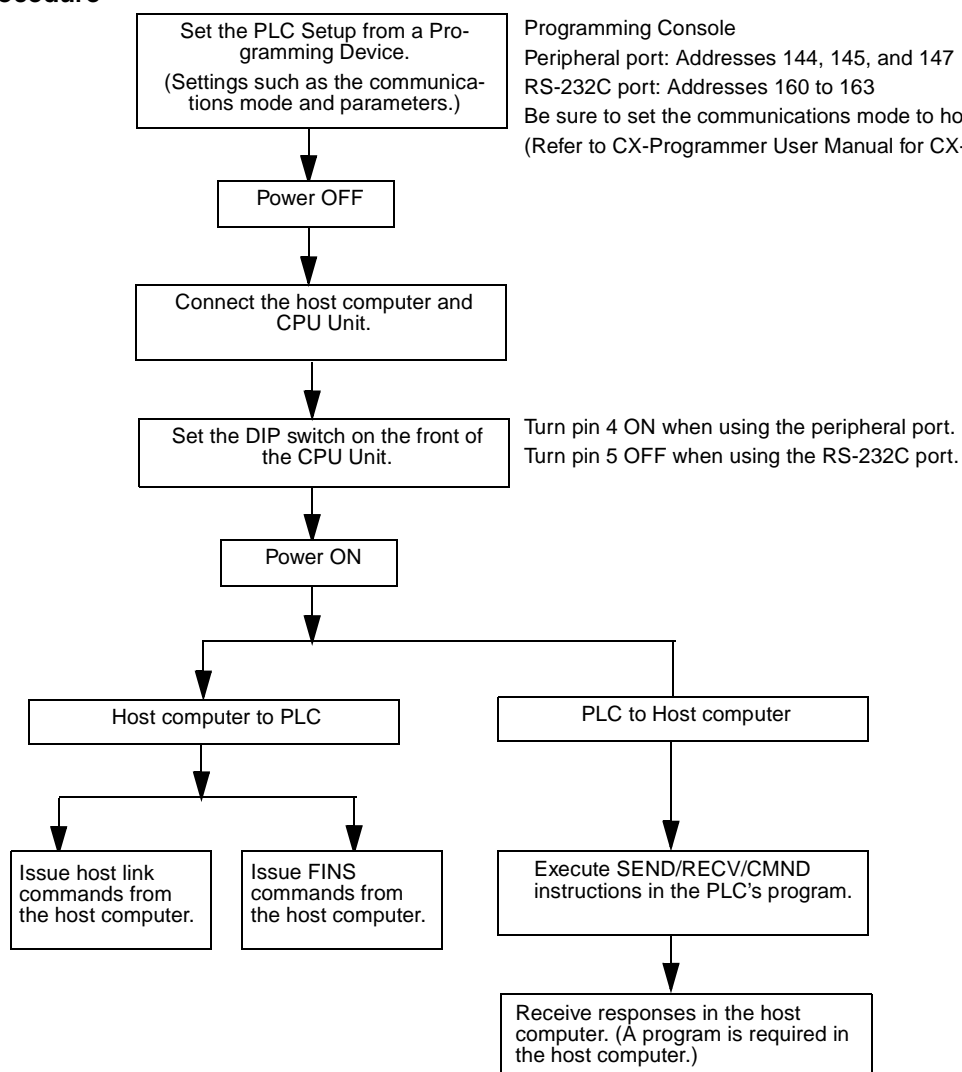 Set the PLC Setup from a Pro-
gramming Device.
(Settings such as the communica-
tions mode and parameters.)
Programming Console
Peripheral port: Addresses 144, 145, and 147
RS-232C port: Addresses 160 to 163
Be sure to set the communications mode to
(Refer to CX-Programmer User Manual for
Power OFF
Connect the host computer and
CPU Unit.
Set the DIP switch on the front of
the CPU Unit.
Turn pin 4 ON when using the peripheral port.
Turn pin 5 OFF when using the RS-232C port.
Power ON
Host computer to PLC
PLC to Host computer
Issue host link
commands from
the host computer.
Issue FINS
commands from
the host computer.
Execute SEND/RECV/CMND
instructions in the PLC's program.
Receive responses in the host
computer. (A program is required in
the host computer.)